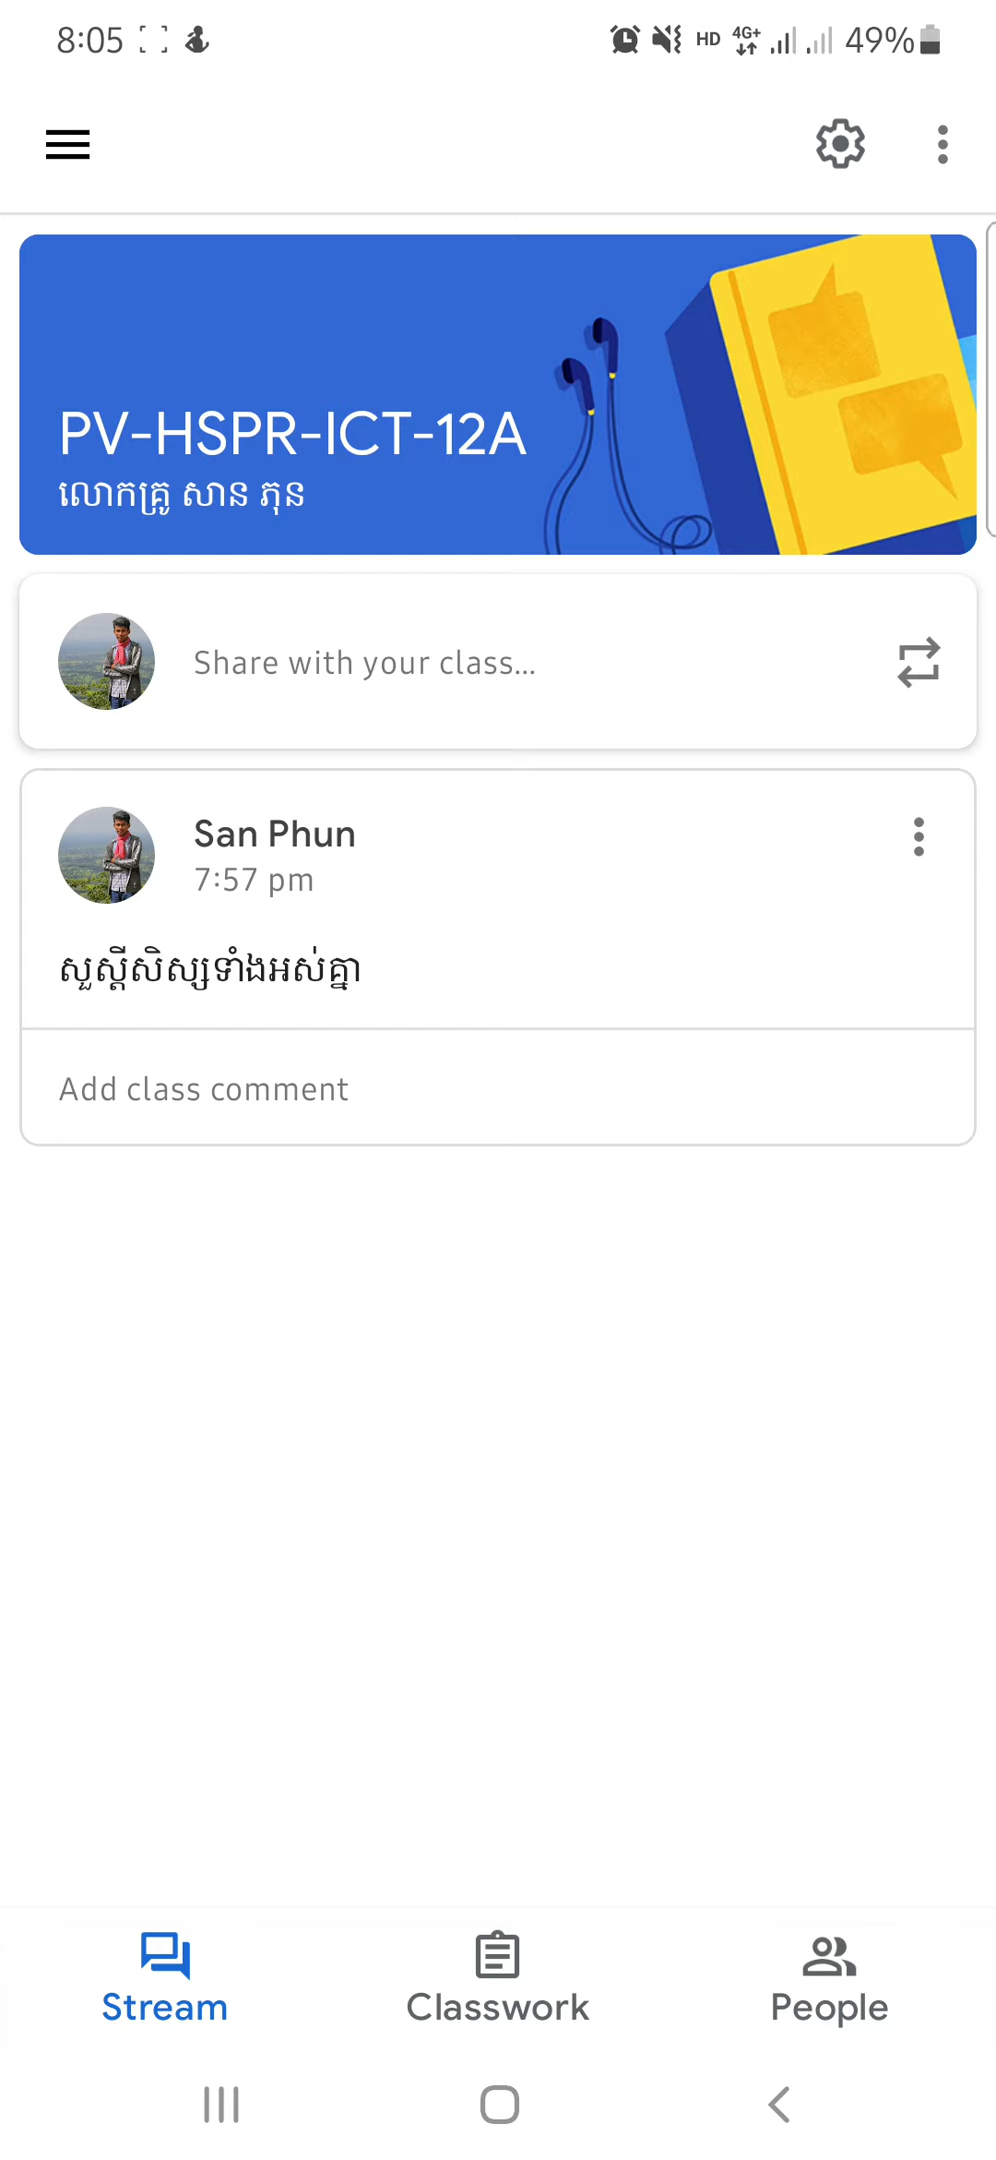 8:05 HD 4G+ 49%
PV-HSPR-ICT-12A
លោកគ្រូ សាន ភុន
Share with your class...
San Phun
7:57 pm
សួស្តីសិស្សទាំងអស់គ្នា
Add class comment
Stream Classwork People